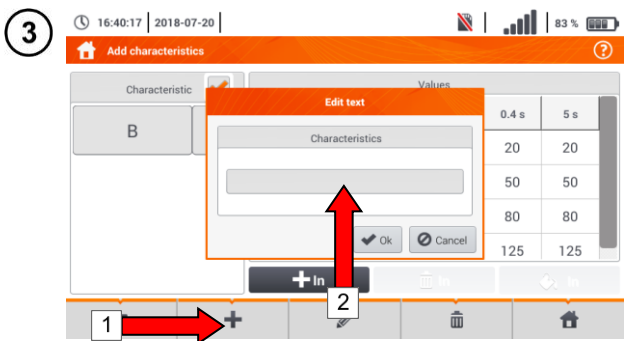 3
16:40:17 2018-07-20 83 %
Add characteristics ?
Characteristic Values
Edit text
0.4 s 5 s
B Characteristics
20 20
50 50
80 80
Ok Cancel
125 125
In In In
1 2